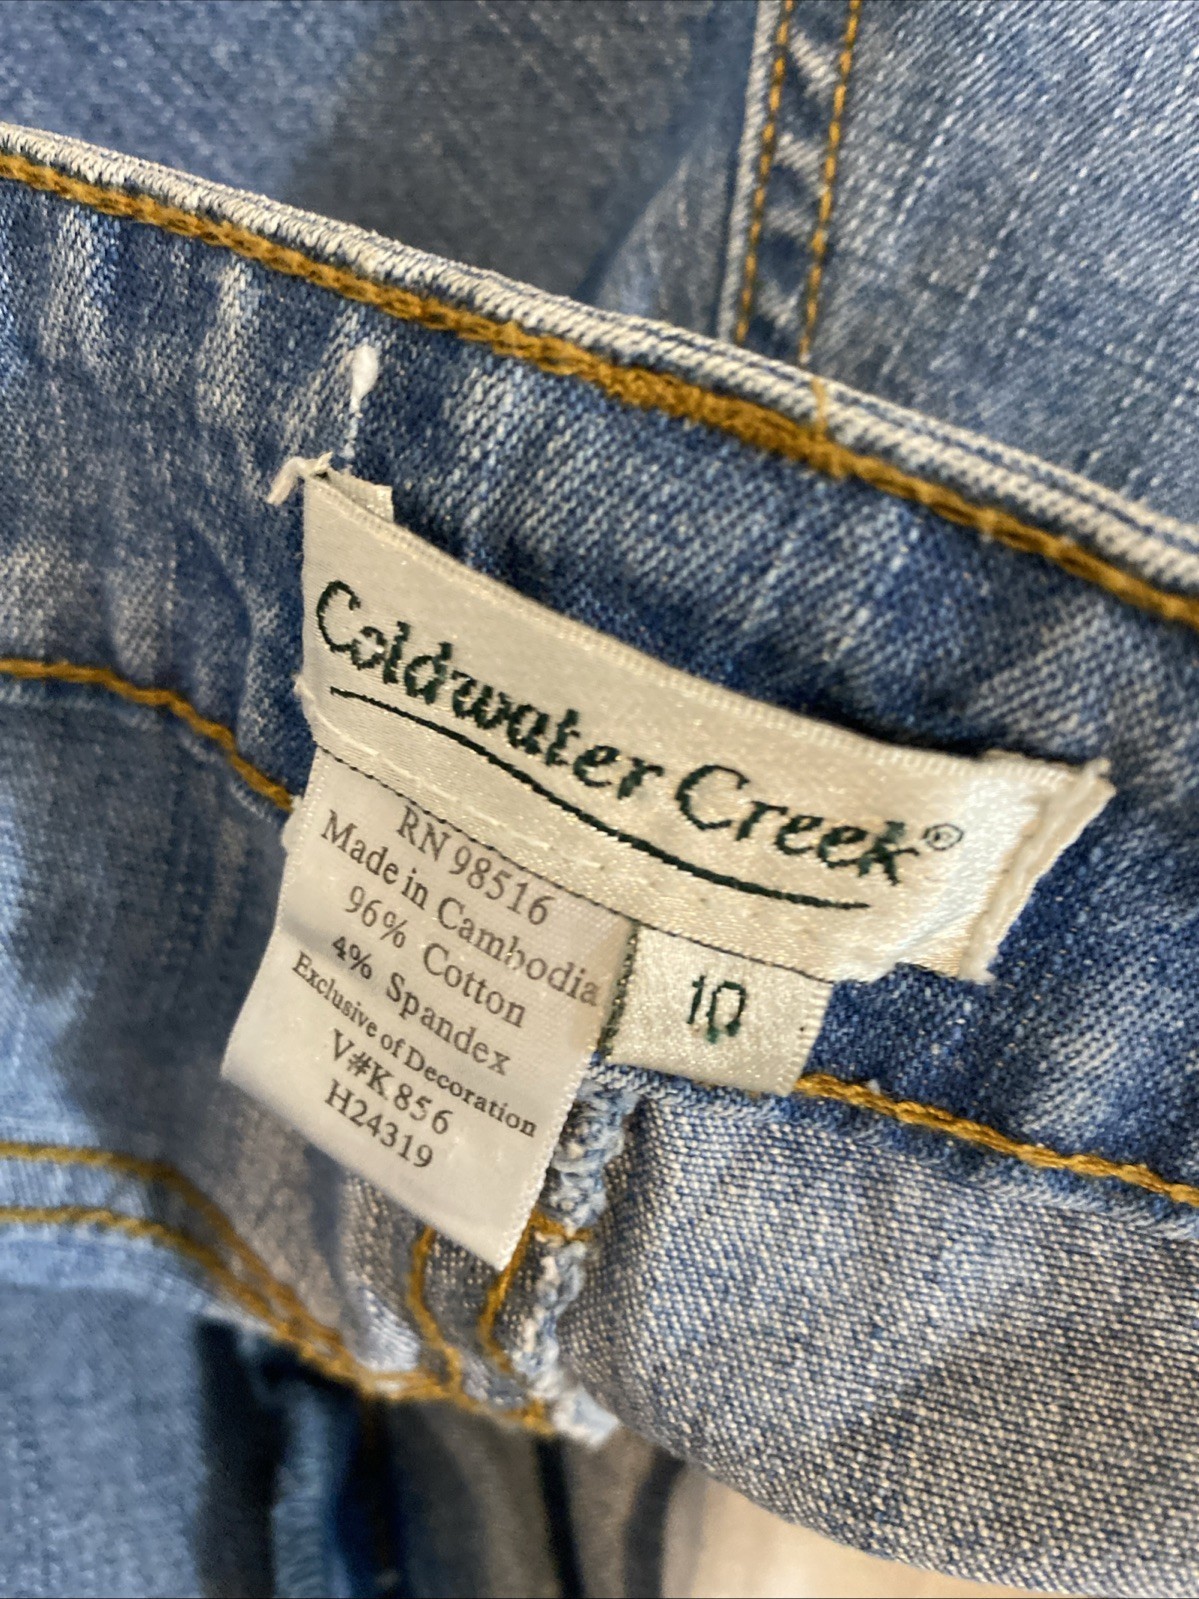 Coldwater Creek®
RN 98516
Made in Cambodia
96% Cotton
4% Spandex
Exclusive of Decoration
V#K856
H24319
10